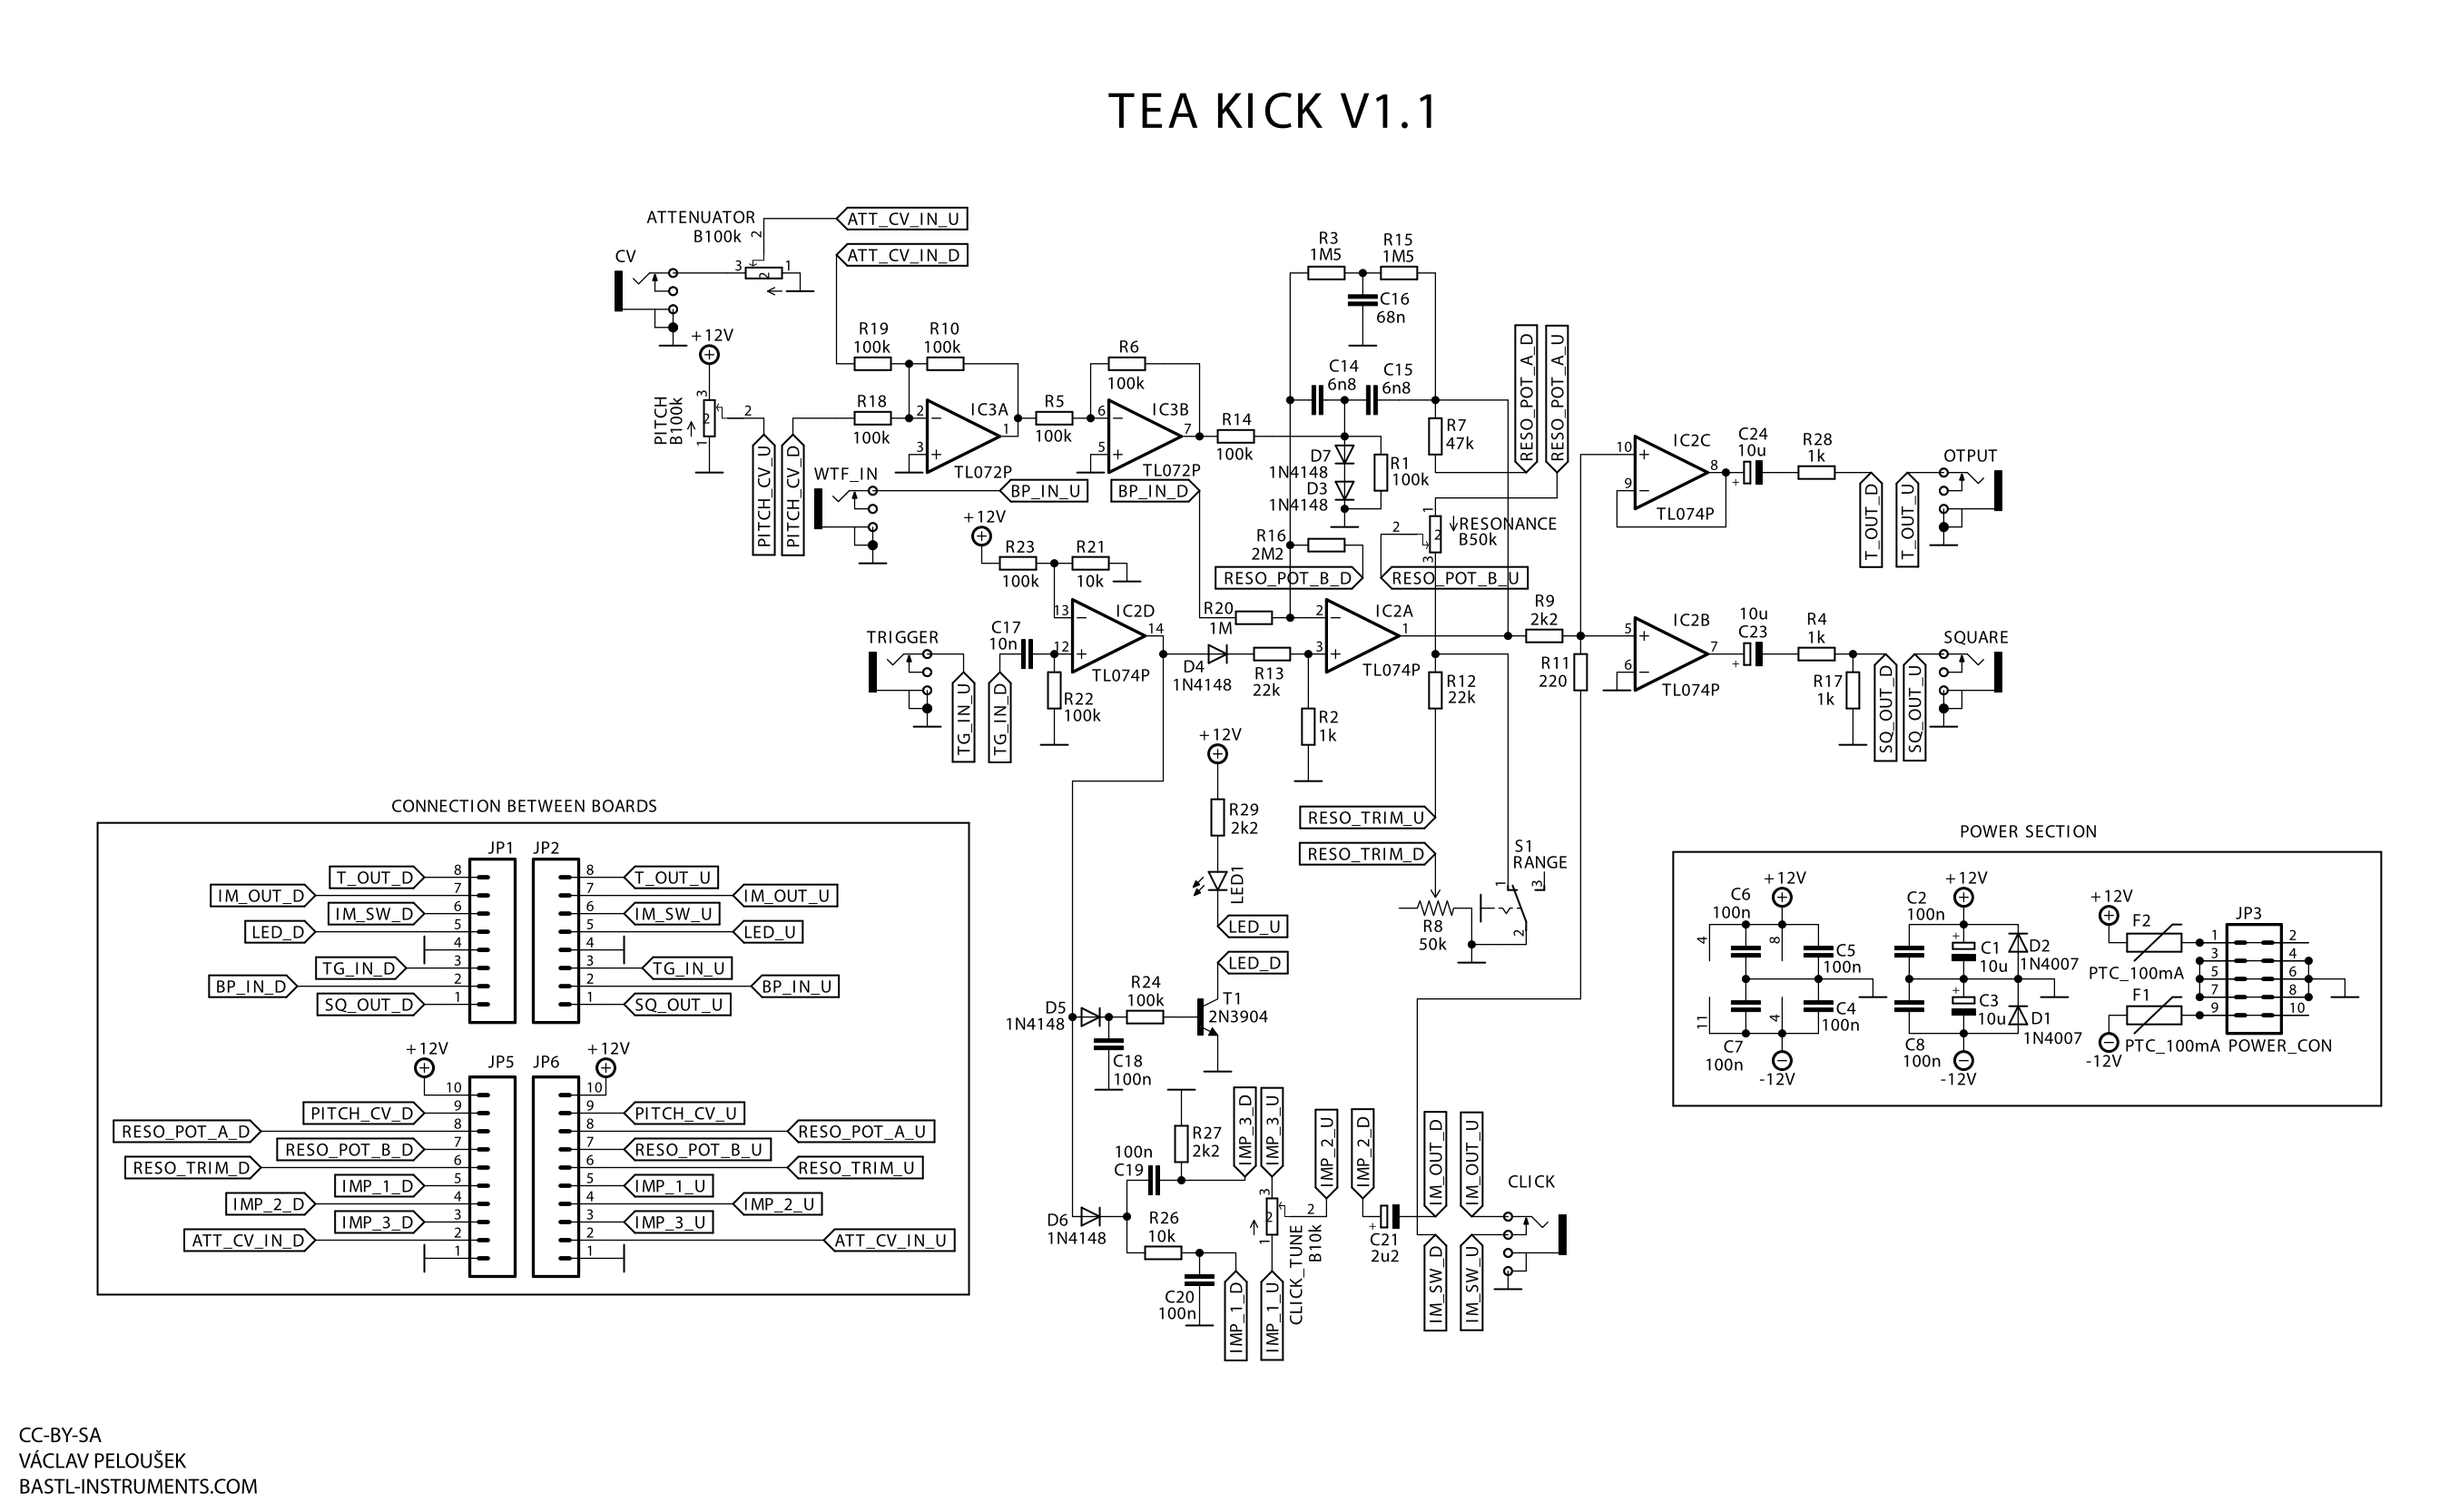 TEA KICK V1.1
ATTENUATOR
B100k
2
3
2
1
ATT_CV_IN_U
ATT_CV_IN_D
CV
+12V
PITCH
B100k
3
2
1
2
PITCH_CV_U
PITCH_CV_D
R19
100k
R10
100k
R18
100k
2
3
1
IC3A
TL072P
R5
100k
R6
100k
6
5
7
IC3B
TL072P
R14
100k
WTF_IN
BP_IN_U
BP_IN_D
R3
1M5
R15
1M5
C16
68n
C14
6n8
C15
6n8
D7
1N4148
D3
1N4148
R1
100k
R7
47k
RESO_POT_A_D
RESO_POT_A_U
1
2
2
3
RESONANCE
B50k
R16
2M2
RESO_POT_B_D
RESO_POT_B_U
+12V
R23
100k
R21
10k
TRIGGER
TG_IN_U
TG_IN_D
C17
10n
R22
100k
13
12
14
IC2D
TL074P
D4
1N4148
R20
1M
R13
22k
R2
1k
2
3
1
IC2A
TL074P
R9
2k2
R11
220
R12
22k
10
9
8
IC2C
TL074P
C24
10u
+
R28
1k
T_OUT_D
T_OUT_U
OTPUT
5
6
7
IC2B
TL074P
10u
C23
+
R4
1k
R17
1k
SQ_OUT_D
SQ_OUT_U
SQUARE
+12V
R29
2k2
LED1
LED_U
LED_D
RESO_TRIM_U
RESO_TRIM_D
R8
50k
S1
RANGE
1
3
2
D5
1N4148
R24
100k
T1
2N3904
C18
100n
R27
2k2
100n
C19
D6
1N4148
R26
10k
C20
100n
IMP_3_D
IMP_3_U
IMP_1_D
IMP_1_U
3
2
1
2
CLICK_TUNE
B10k
IMP_2_U
IMP_2_D
+
C21
2u2
IM_OUT_D
IM_OUT_U
IM_SW_D
IM_SW_U
CLICK
CONNECTION BETWEEN BOARDS
JP1 JP2
T_OUT_D 8 8 T_OUT_U
IM_OUT_D 7 7 IM_OUT_U
IM_SW_D 6 6 IM_SW_U
LED_D 5 5 LED_U
4 4
TG_IN_D 3 3 TG_IN_U
BP_IN_D 2 2 BP_IN_U
SQ_OUT_D 1 1 SQ_OUT_U
+12V +12V
JP5 JP6
10 10
PITCH_CV_D 9 9 PITCH_CV_U
RESO_POT_A_D 8 8 RESO_POT_A_U
RESO_POT_B_D 7 7 RESO_POT_B_U
RESO_TRIM_D 6 6 RESO_TRIM_U
IMP_1_D 5 5 IMP_1_U
IMP_2_D 4 4 IMP_2_U
IMP_3_D 3 3 IMP_3_U
ATT_CV_IN_D 2 2 ATT_CV_IN_U
1 1
POWER SECTION
C6
100n
+12V
4
8
C5
100n
11
4
C4
100n
C7
100n
-12V
C2
100n
+12V
+
C1
10u
D2
1N4007
+
C3
10u
D1
1N4007
C8
100n
-12V
+12V
F2
PTC_100mA
F1
PTC_100mA
-12V
JP3
1 2
3 4
5 6
7 8
9 10
POWER_CON
CC-BY-SA
VÁCLAV PELOUŠEK
BASTL-INSTRUMENTS.COM